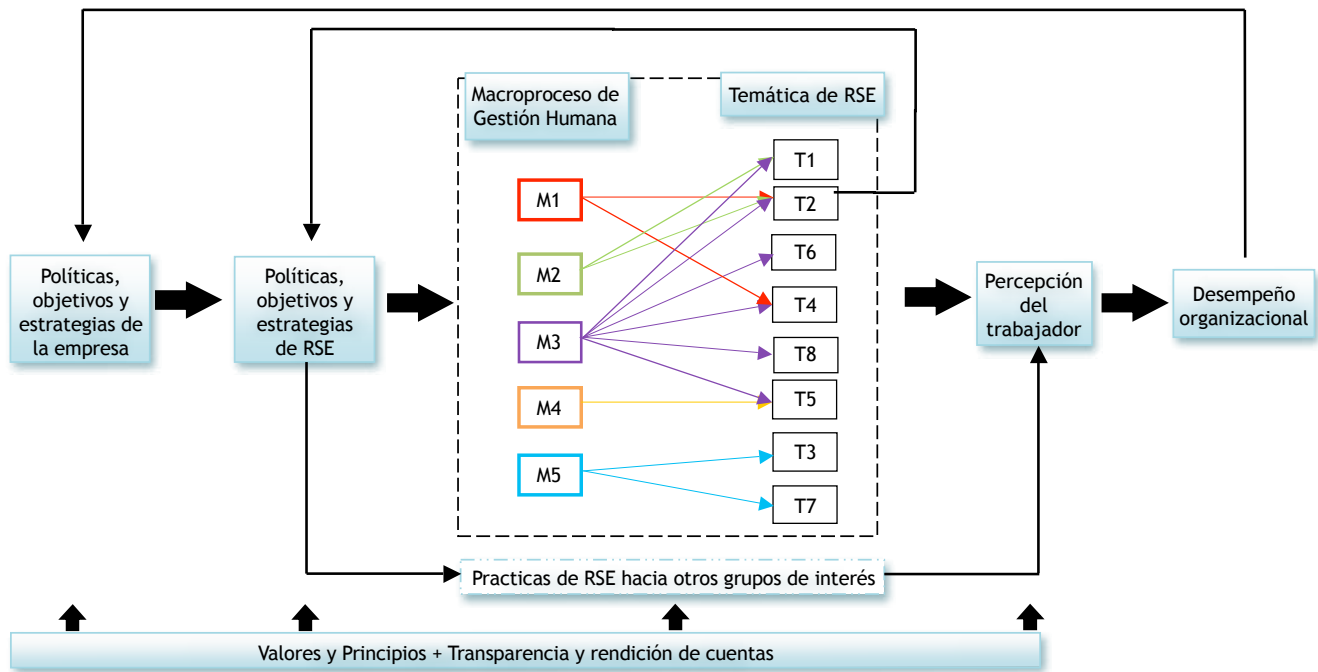 Macroproceso de
Gestión Humana
Temática de RSE
M1
M2
M3
M4
M5
T1
T2
T6
T4
T8
T5
T3
T7
Políticas,
objetivos y
estrategias de
la empresa
Políticas,
objetivos y
estrategias
de RSE
Percepción
del
trabajador
Desempeño
organizacional
Practicas de RSE hacia otros grupos de interés
Valores y Principios + Transparencia y rendición de cuentas